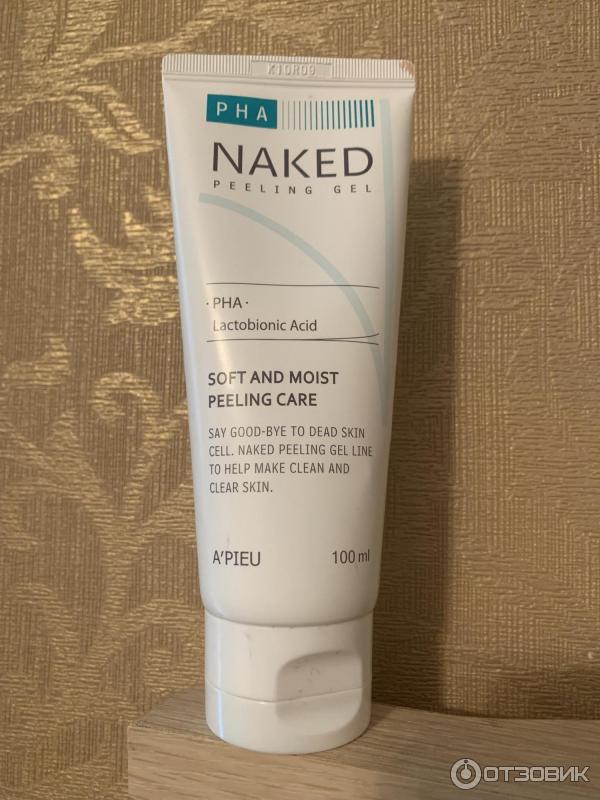 X10R09
PHA
NAKED
PEELING GEL
· PHA ·
Lactobionic Acid
SOFT AND MOIST
PEELING CARE
SAY GOOD-BYE TO DEAD SKIN
CELL. NAKED PEELING GEL LINE
TO HELP MAKE CLEAN AND
CLEAR SKIN.
A'PIEU 100 ml
ОТЗОВИК